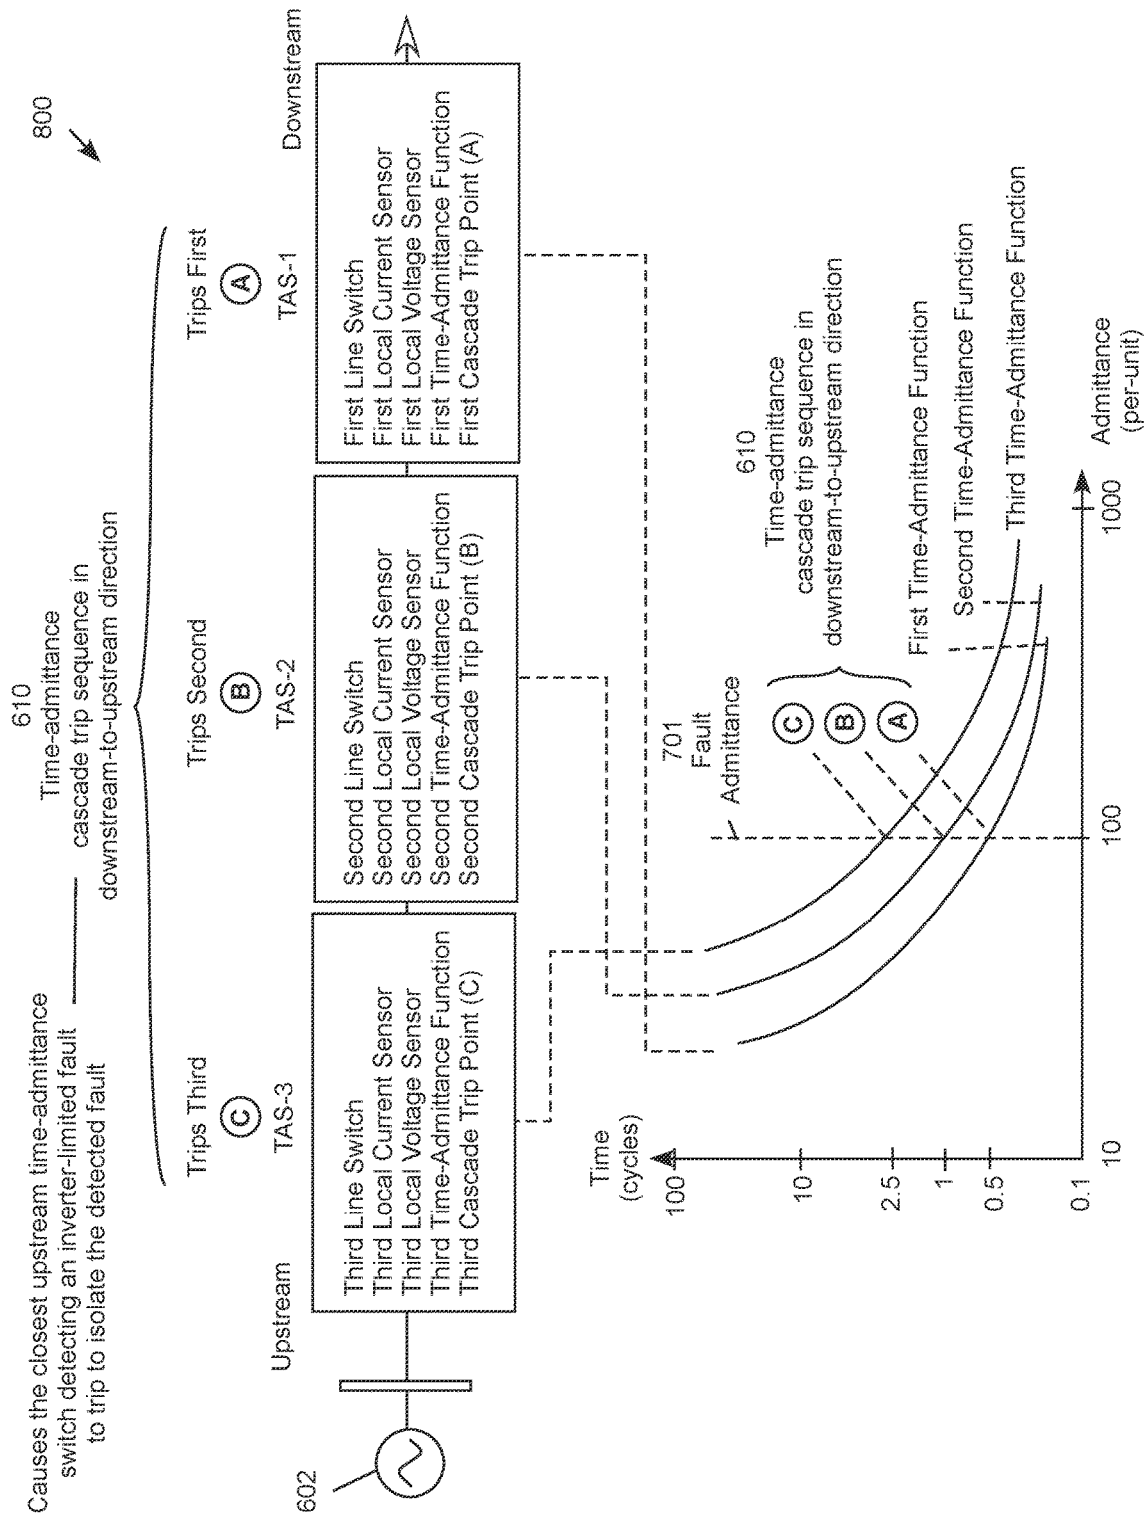 800
Causes the closest upstream time-admittance
switch detecting an inverter-limited fault
to trip to isolate the detected fault
610
Time-admittance
cascade trip sequence in
downstream-to-upstream direction
Trips Third
C
TAS-3
Trips Second
B
TAS-2
Trips First
A
TAS-1
Upstream
Downstream
602
Third Line Switch
Third Local Current Sensor
Third Local Voltage Sensor
Third Time-Admittance Function
Third Cascade Trip Point (C)
Second Line Switch
Second Local Current Sensor
Second Local Voltage Sensor
Second Time-Admittance Function
Second Cascade Trip Point (B)
First Line Switch
First Local Current Sensor
First Local Voltage Sensor
First Time-Admittance Function
First Cascade Trip Point (A)
Time
(cycles)
100
10
2.5
1
0.5
0.1
701
Fault
Admittance
C
B
A
610
Time-admittance
cascade trip sequence in
downstream-to-upstream direction
First Time-Admittance Function
Second Time-Admittance Function
Third Time-Admittance Function
10
100
1000
Admittance
(per-unit)